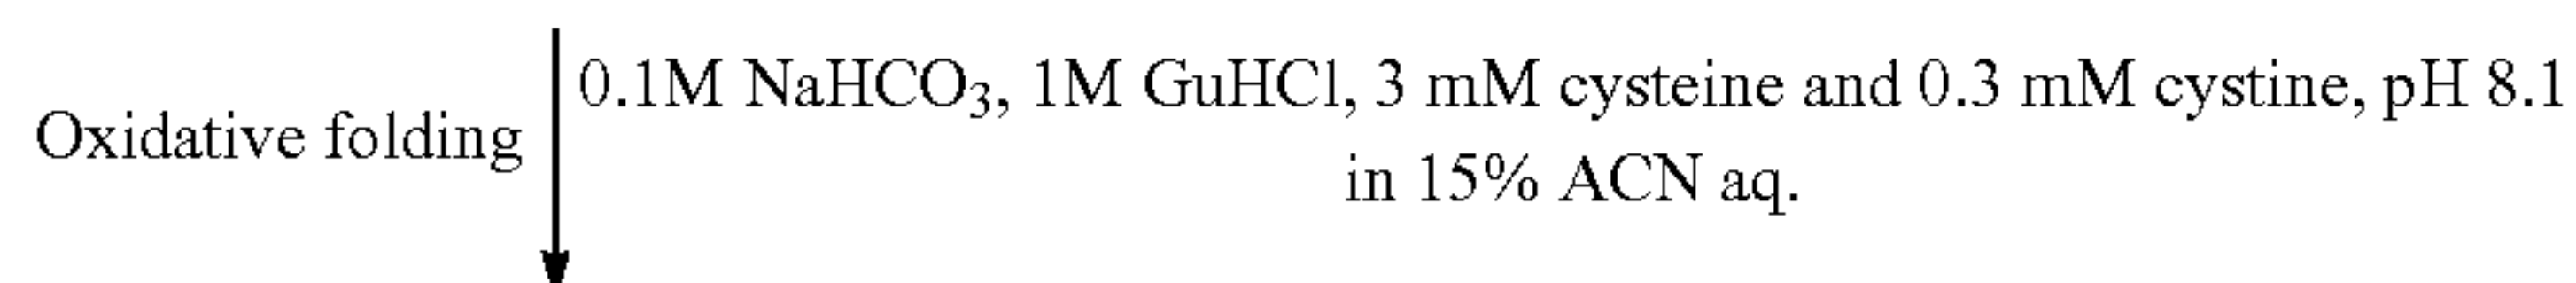 Oxidative folding
0.1M NaHCO₃, 1M GuHCl, 3 mM cysteine and 0.3 mM cystine, pH 8.1
in 15% ACN aq.